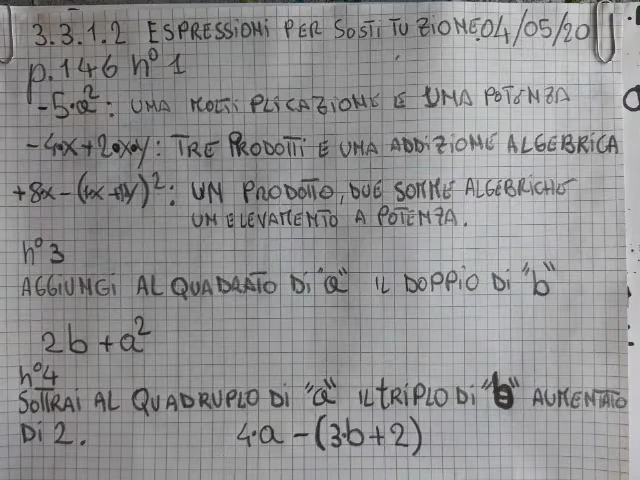 3.3.1.2 ESPRESSIONI PER SOSTITUZIONE 04/05/20
p.146 n° 1
-5·a²: UNA MOLTIPLICAZIONE E UNA POTENZA
-4x+2xy: TRE PRODOTTI E UNA ADDIZIONE ALGEBRICA
+8x-(1x+1y)²: UN PRODOTTO, DUE SOMME ALGEBRICHE
UN ELEVAMENTO A POTENZA.
n°3
AGGIUNGI AL QUADRATO DI "a" IL DOPPIO DI "b"
2b+a²
n°4
SOTTRAI AL QUADRUPLO DI "a" IL TRIPLO DI "b" AUMENTATO
DI 2. 4·a-(3·b+2)